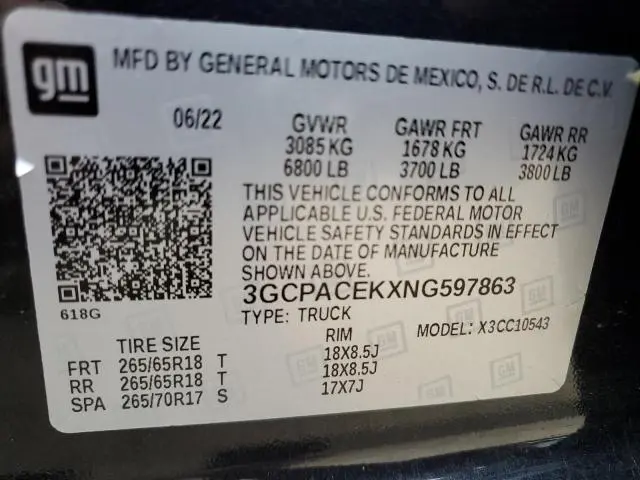 gm MFD BY GENERAL MOTORS DE MEXICO, S. DE R.L. DE C.V.
06/22 GVWR GAWR FRT GAWR RR
3085 KG 1678 KG 1724 KG
6800 LB 3700 LB 3800 LB
THIS VEHICLE CONFORMS TO ALL
APPLICABLE U.S. FEDERAL MOTOR
VEHICLE SAFETY STANDARDS IN EFFECT
ON THE DATE OF MANUFACTURE
SHOWN ABOVE.
3GCPACEKXNG597863
618G TYPE: TRUCK MODEL: X3CC10543
TIRE SIZE RIM
FRT 265/65R18 T 18X8.5J
RR 265/65R18 T 18X8.5J
SPA 265/70R17 S 17X7J